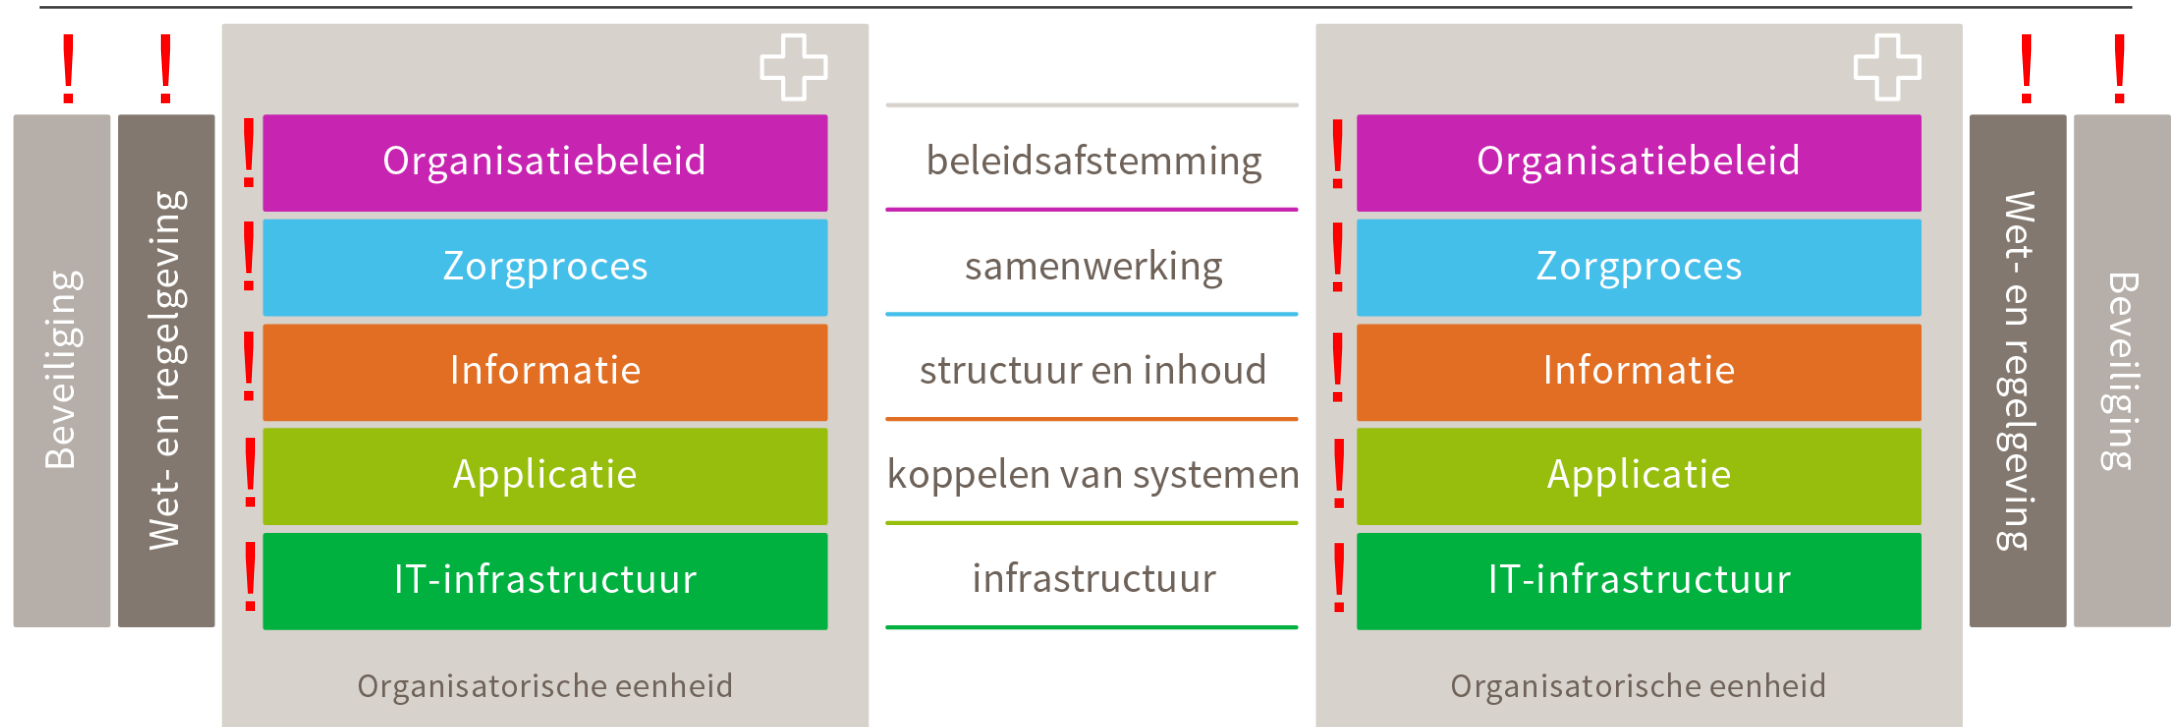 !
!
!
!
Beveiliging
Wet- en regelgeving
! Organisatiebeleid
beleidsafstemming
! Organisatiebeleid
! Zorgproces
samenwerking
! Zorgproces
! Informatie
structuur en inhoud
! Informatie
! Applicatie
koppelen van systemen
! Applicatie
! IT-infrastructuur
infrastructuur
! IT-infrastructuur
Wet- en regelgeving
Beveiliging
Organisatorische eenheid
Organisatorische eenheid